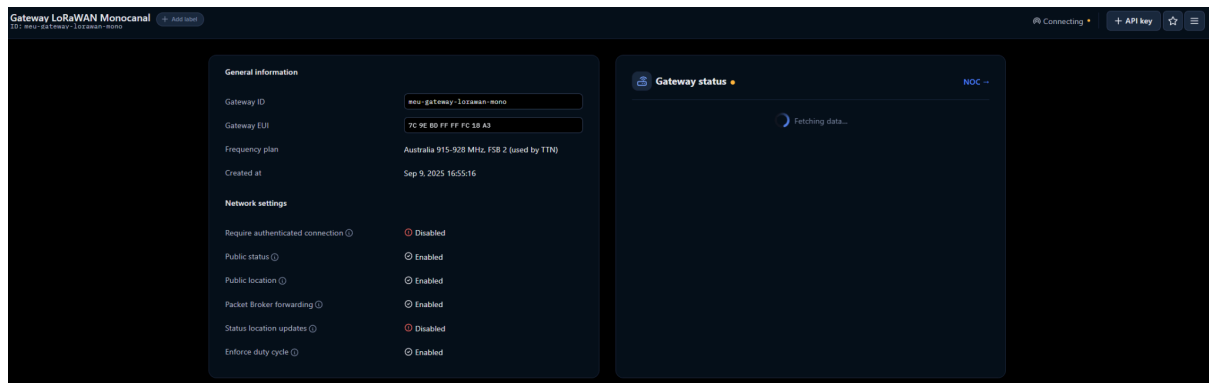 Gateway LoRaWAN Monocanal + Add label
ID: meu-gateway-lorawan-mono
Connecting
+ API key
General information
Gateway ID meu-gateway-lorawan-mono
Gateway EUI 7C 9E BD FF FF FC 18 A3
Frequency plan Australia 915-928 MHz, FSB 2 (used by TTN)
Created at Sep 9, 2025 16:55:16
Network settings
Require authenticated connection Disabled
Public status Enabled
Public location Enabled
Packet Broker forwarding Enabled
Status location updates Disabled
Enforce duty cycle Enabled
Gateway status
NOC →
Fetching data...